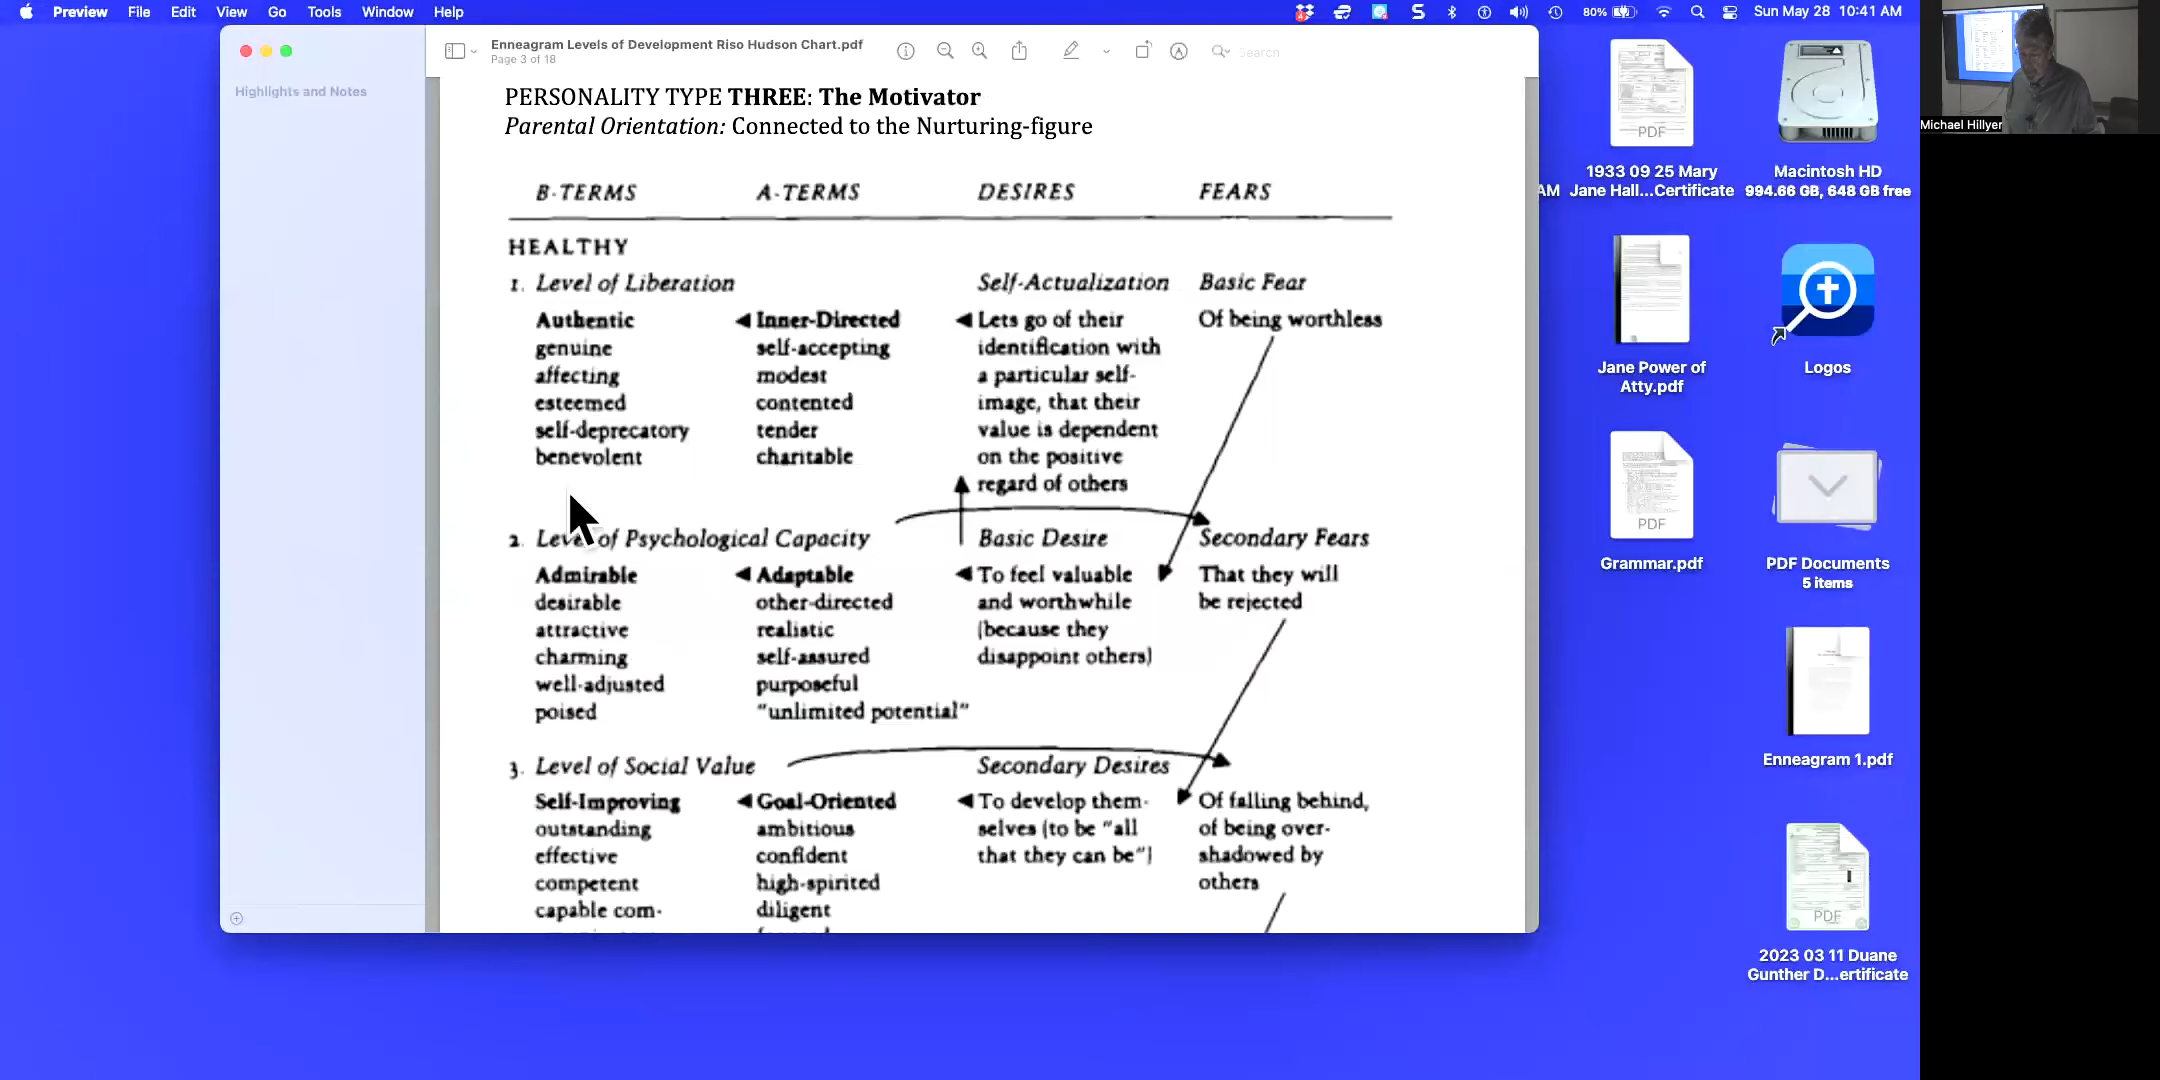 Preview File Edit View Go Tools Window Help
80% Sun May 28 10:41 AM
Enneagram Levels of Development Riso Hudson Chart.pdf
Page 3 of 18
Search
Highlights and Notes
PERSONALITY TYPE THREE: The Motivator
Parental Orientation: Connected to the Nurturing-figure
B-TERMS A-TERMS DESIRES FEARS
HEALTHY
1. Level of Liberation Self-Actualization Basic Fear
Authentic ◄ Inner-Directed ◄ Lets go of their Of being worthless
genuine self-accepting identification with
affecting modest a particular self-
esteemed contented image, that their
self-deprecatory tender value is dependent
benevolent charitable on the positive
regard of others
2. Level of Psychological Capacity Basic Desire Secondary Fears
Admirable ◄ Adaptable ◄ To feel valuable That they will
desirable other-directed and worthwhile be rejected
attractive realistic (because they
charming self-assured disappoint others)
well-adjusted purposeful
poised "unlimited potential"
3. Level of Social Value Secondary Desires
Self-Improving ◄ Goal-Oriented ◄ To develop them- Of falling behind,
outstanding ambitious selves (to be "all of being over-
effective confident that they can be") shadowed by
competent high-spirited others
capable com- diligent
PDF
1933 09 25 Mary
AM Jane Hall...Certificate
Macintosh HD
994.66 GB, 648 GB free
Jane Power of
Atty.pdf
Logos
PDF
Grammar.pdf
PDF Documents
5 items
Enneagram 1.pdf
PDF
2023 03 11 Duane
Gunther D...ertificate
Michael Hillyer